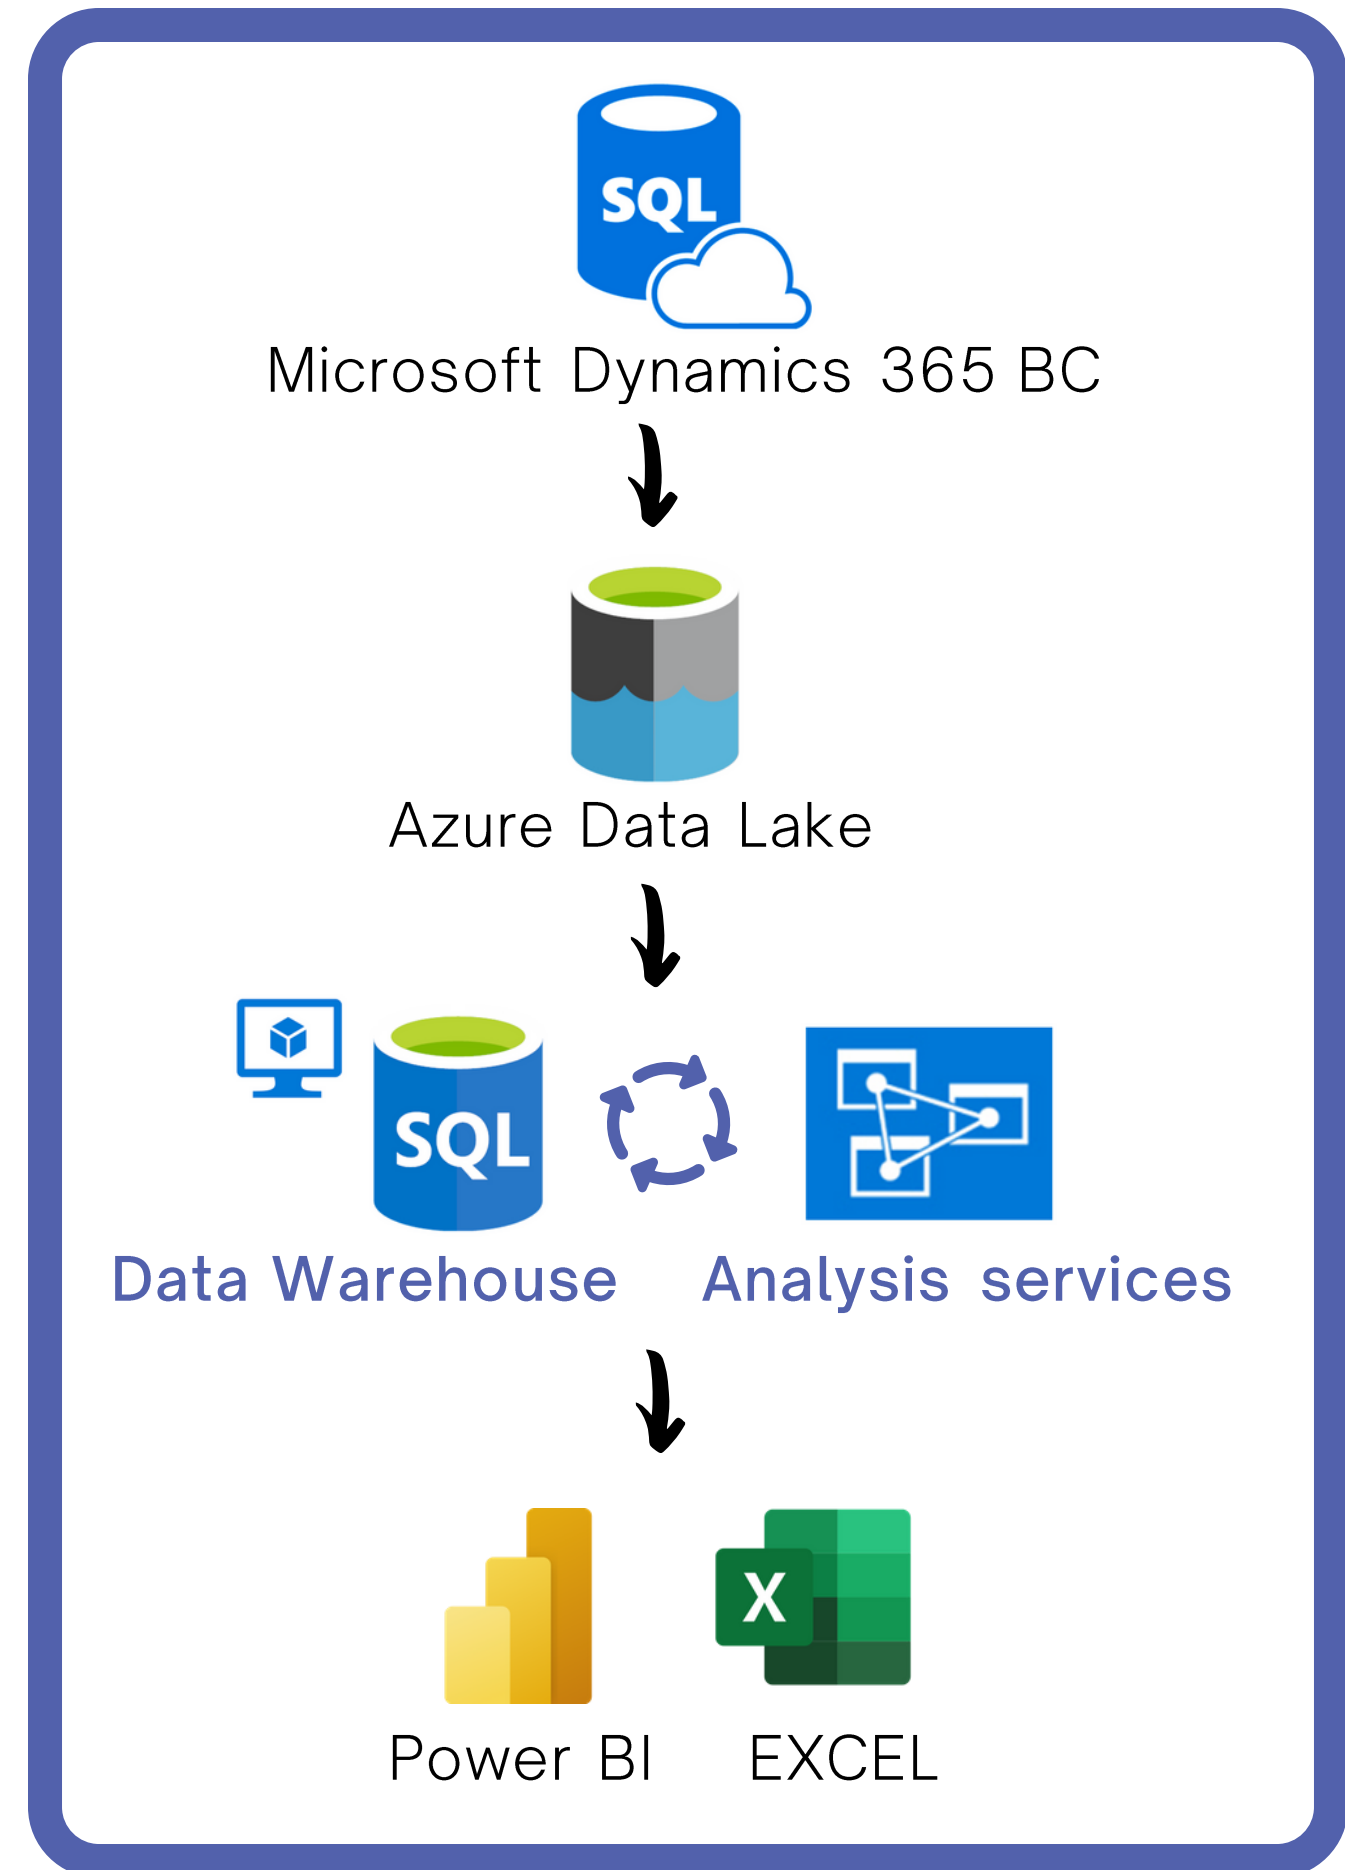 SQL
Microsoft Dynamics 365 BC
Azure Data Lake
SQL
Data Warehouse
Analysis services
X
Power BI
EXCEL